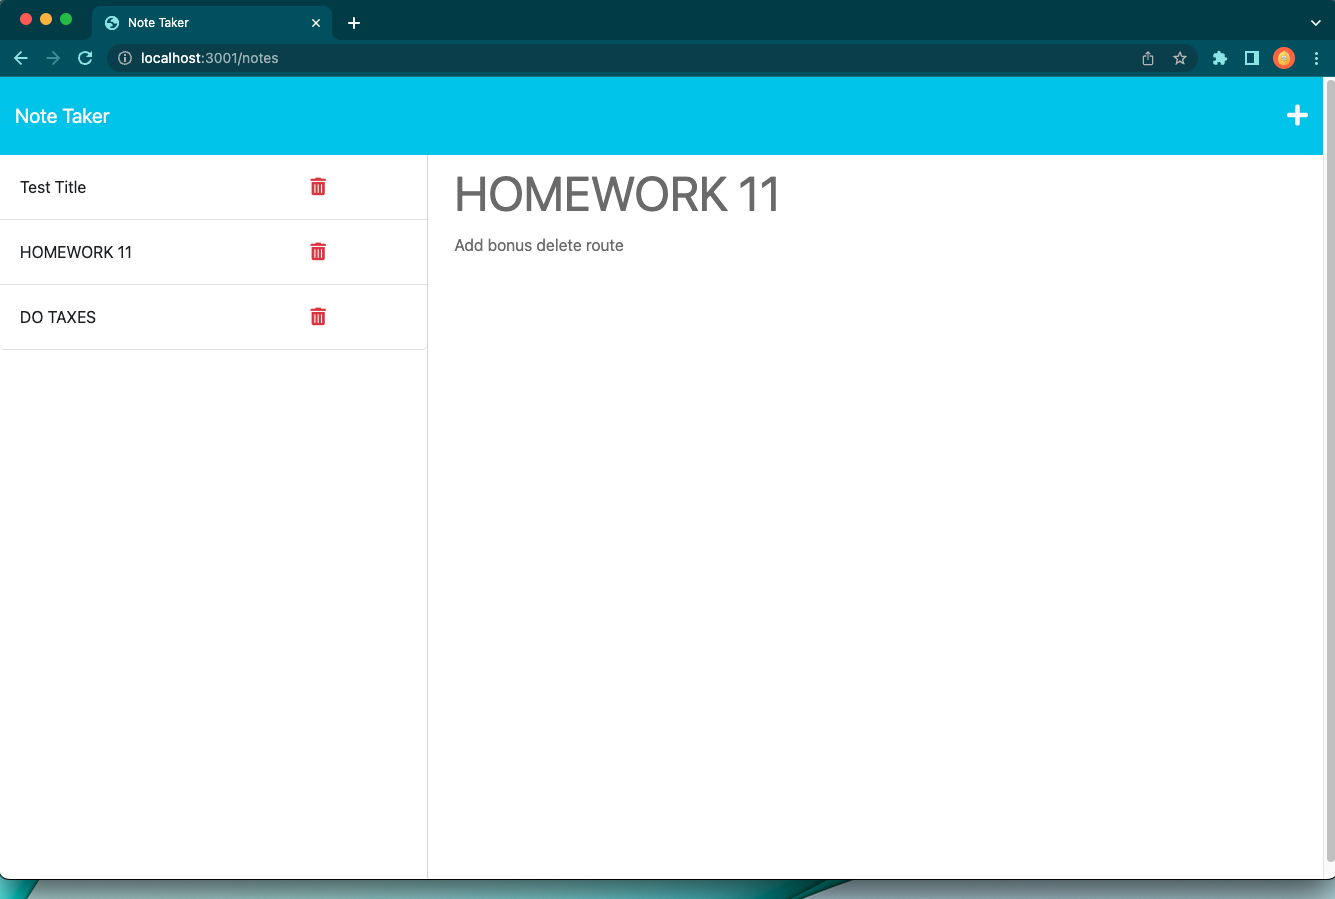 Note Taker
localhost:3001/notes
Note Taker
Test Title
HOMEWORK 11
DO TAXES
HOMEWORK 11
Add bonus delete route